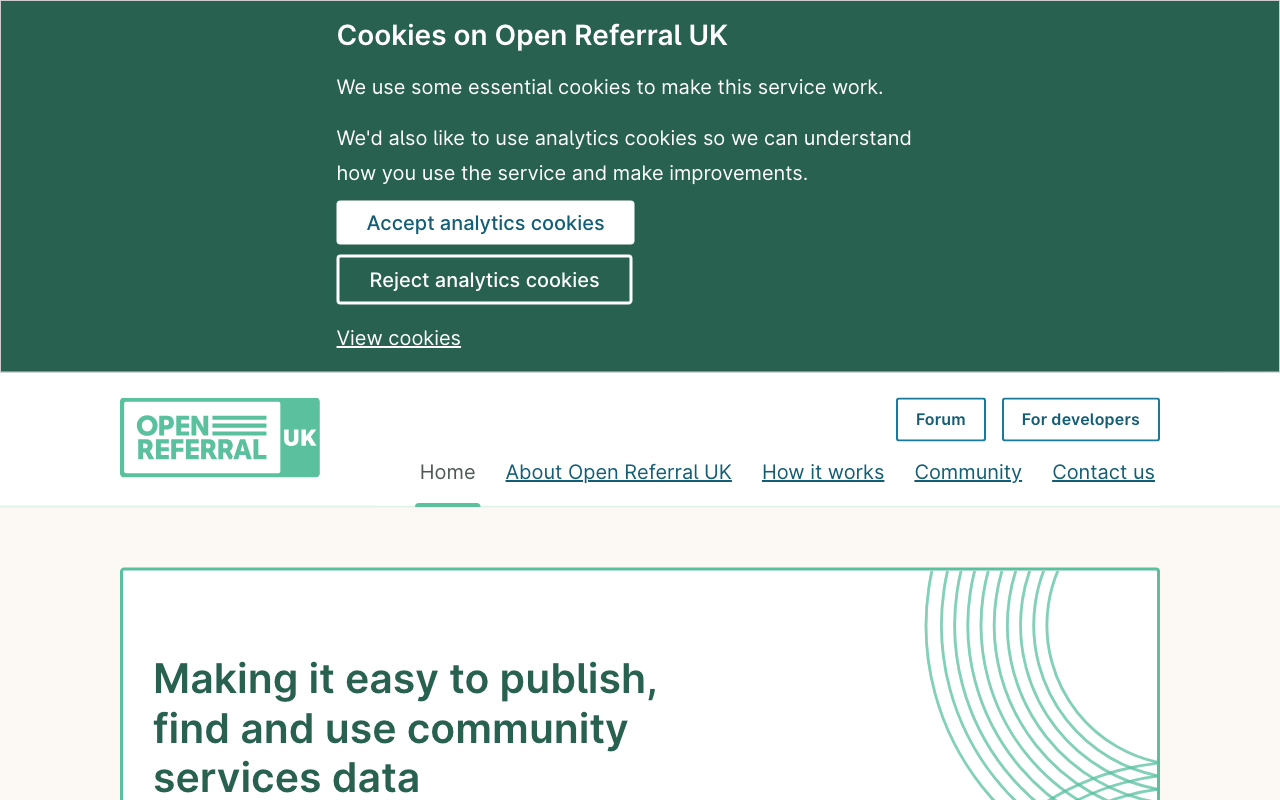 Cookies on Open Referral UK
We use some essential cookies to make this service work.
We'd also like to use analytics cookies so we can understand
how you use the service and make improvements.
Accept analytics cookies
Reject analytics cookies
View cookies
OPEN
REFERRAL
UK
Forum
For developers
Home
About Open Referral UK
How it works
Community
Contact us
Making it easy to publish,
find and use community
services data